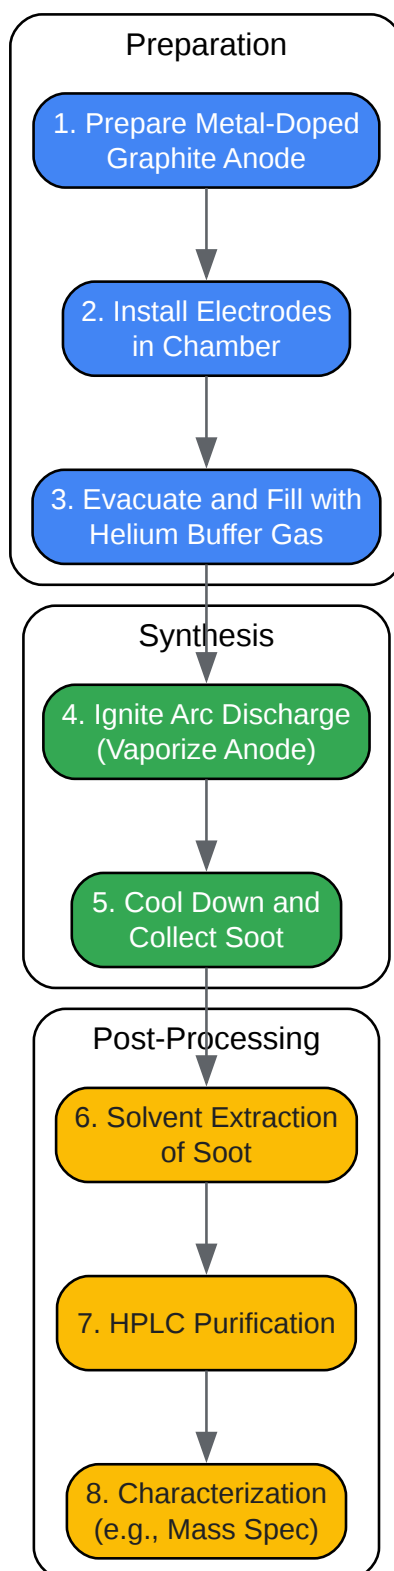 Preparation
1. Prepare Metal-Doped
Graphite Anode
2. Install Electrodes
in Chamber
3. Evacuate and Fill with
Helium Buffer Gas
Synthesis
4. Ignite Arc Discharge
(Vaporize Anode)
5. Cool Down and
Collect Soot
Post-Processing
6. Solvent Extraction
of Soot
7. HPLC Purification
8. Characterization
(e.g., Mass Spec)